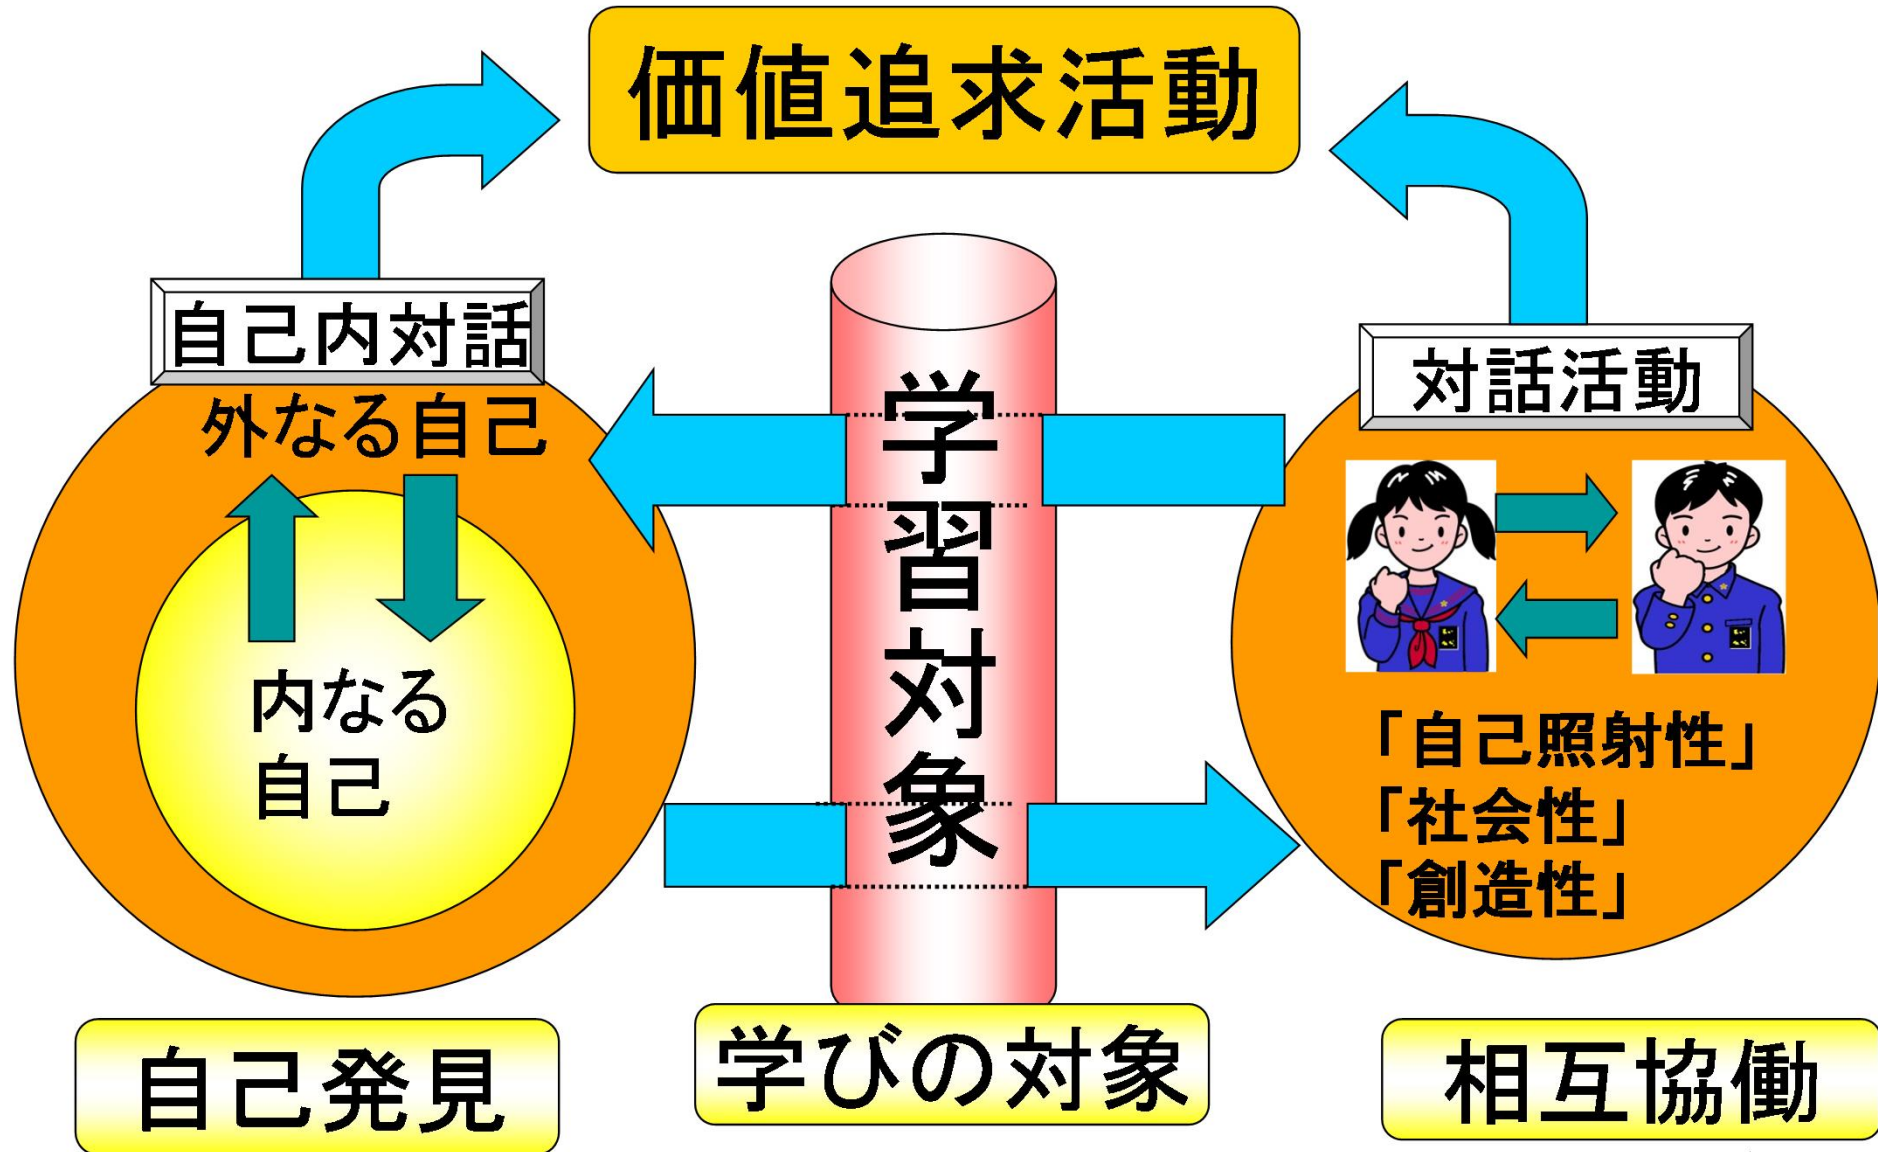 価値追求活動
自己内対話
外なる自己
内なる
自己
学習対象
対話活動
「自己照射性」
「社会性」
「創造性」
自己発見
学びの対象
相互協働